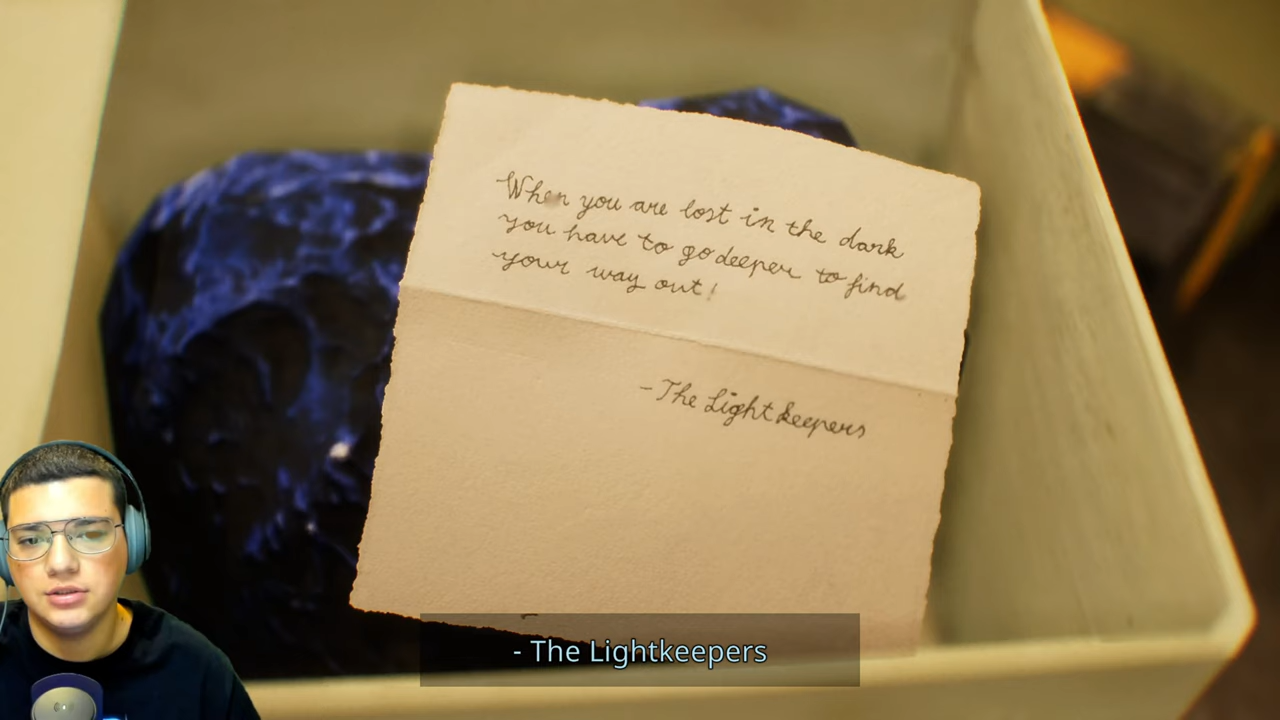 When you are lost in the dark
you have to go deeper to find
your way out!
- The Lightkeepers
- The Lightkeepers